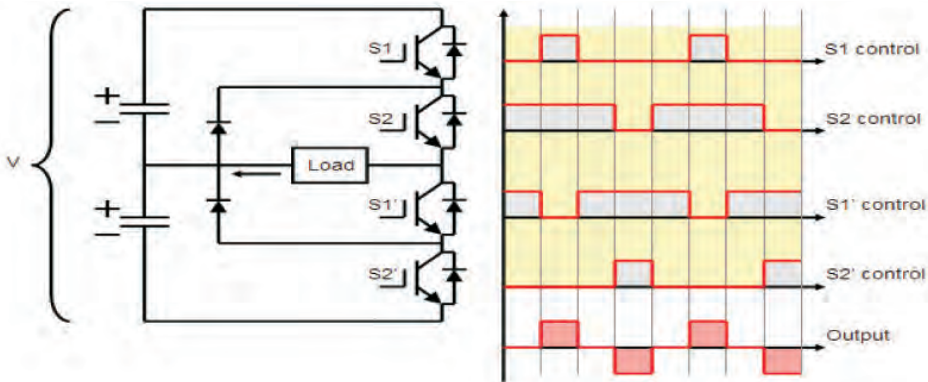 V
+
−
+
−
Load
S1
S2
S1'
S2'
S1 control
S2 control
S1' control
S2' control
Output